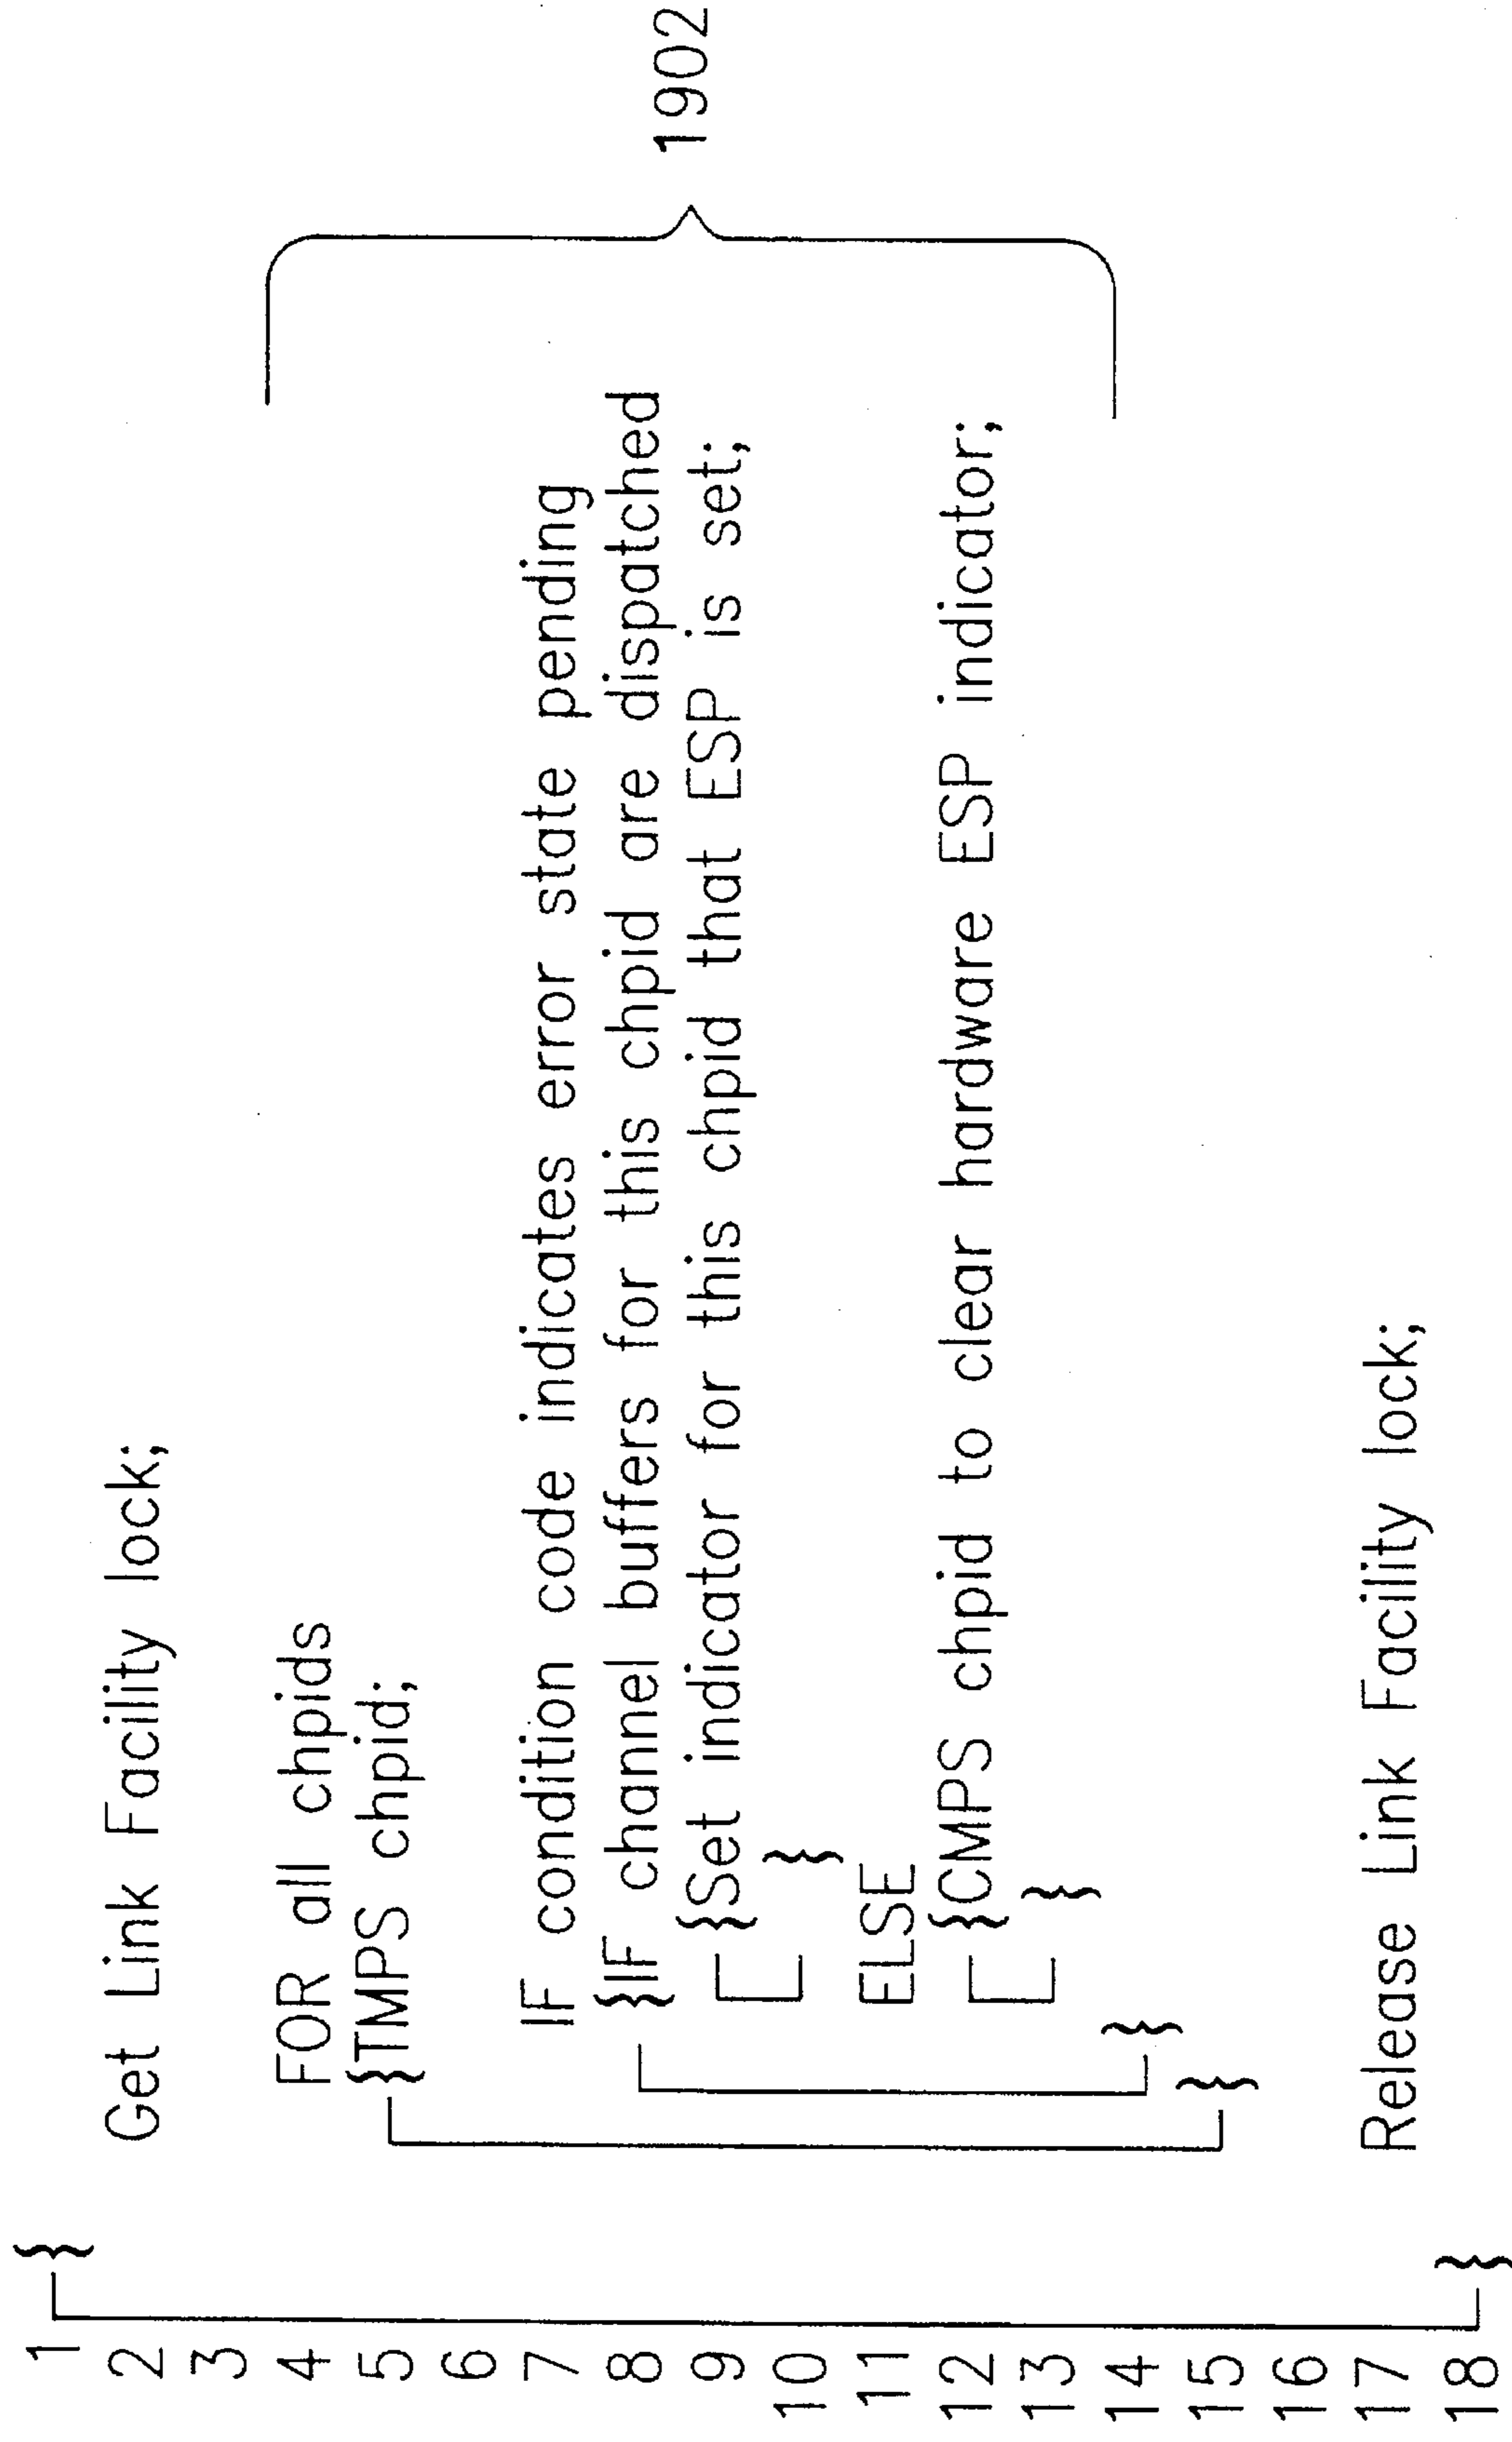 1 {
2 Get Link Facility lock;
3
4 FOR all chpids
5 {TMPS chpid;
6
7 IF condition code indicates error state pending
8 {IF channel buffers for this chpid are dispatched
9 {Set indicator for this chpid that ESP is set;
10 }
11 ELSE
12 {CMPS chpid to clear hardware ESP indicator;
13 }
14 }
15 }
16
17 Release Link Facility lock;
18 }
1902